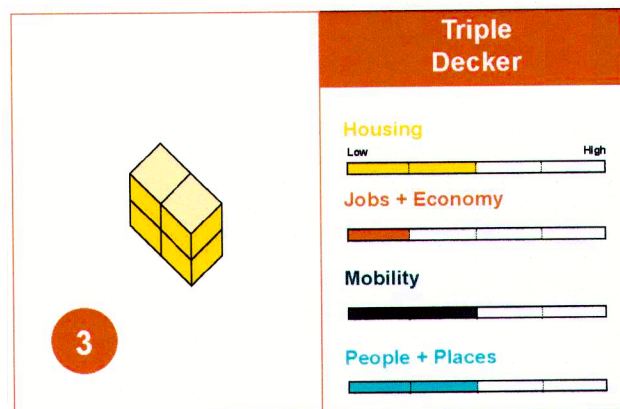 Triple
Decker
Housing
Low High
Jobs + Economy
Mobility
People + Places
3